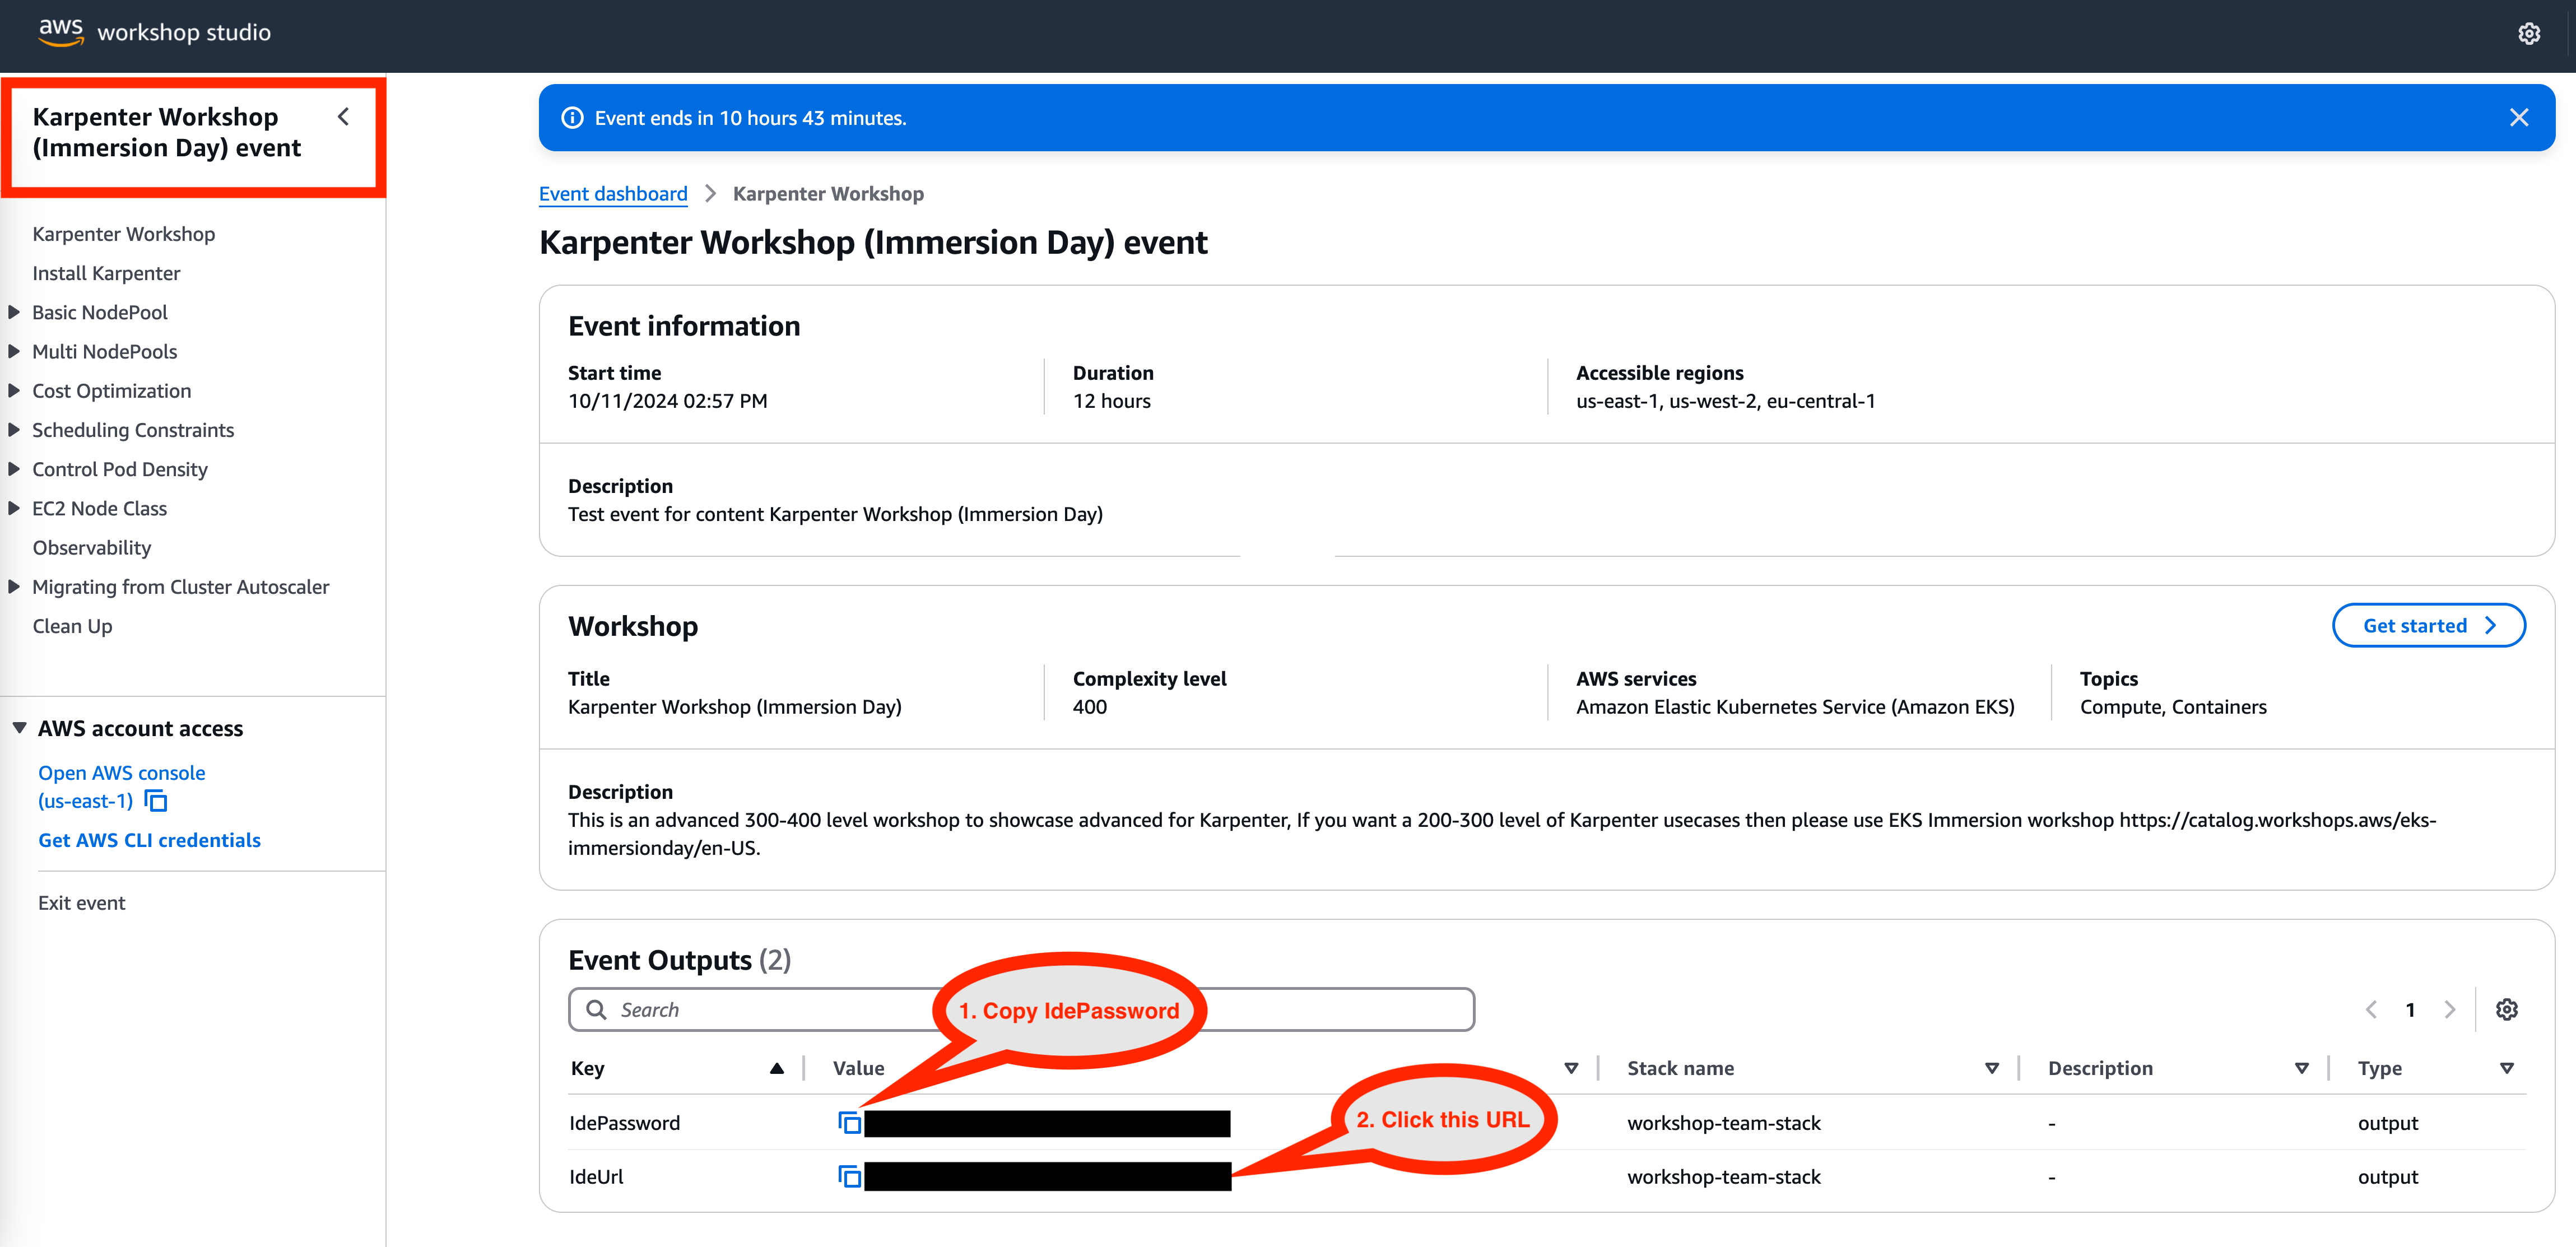 aws workshop studio
Karpenter Workshop
(Immersion Day) event
Karpenter Workshop
Install Karpenter
Basic NodePool
Multi NodePools
Cost Optimization
Scheduling Constraints
Control Pod Density
EC2 Node Class
Observability
Migrating from Cluster Autoscaler
Clean Up
AWS account access
Open AWS console
(us-east-1)
Get AWS CLI credentials
Exit event
Event ends in 10 hours 43 minutes.
Event dashboard > Karpenter Workshop
Karpenter Workshop (Immersion Day) event
Event information
Start time Duration Accessible regions
10/11/2024 02:57 PM 12 hours us-east-1, us-west-2, eu-central-1
Description
Test event for content Karpenter Workshop (Immersion Day)
Workshop Get started
Title Complexity level AWS services Topics
Karpenter Workshop (Immersion Day) 400 Amazon Elastic Kubernetes Service (Amazon EKS) Compute, Containers
Description
This is an advanced 300-400 level workshop to showcase advanced for Karpenter, If you want a 200-300 level of Karpenter usecases then please use EKS Immersion workshop https://catalog.workshops.aws/eks-
immersionday/en-US.
Event Outputs (2)
Search 1. Copy IdePassword 1
Key Value Stack name Description Type
IdePassword workshop-team-stack - output
2. Click this URL
IdeUrl workshop-team-stack - output